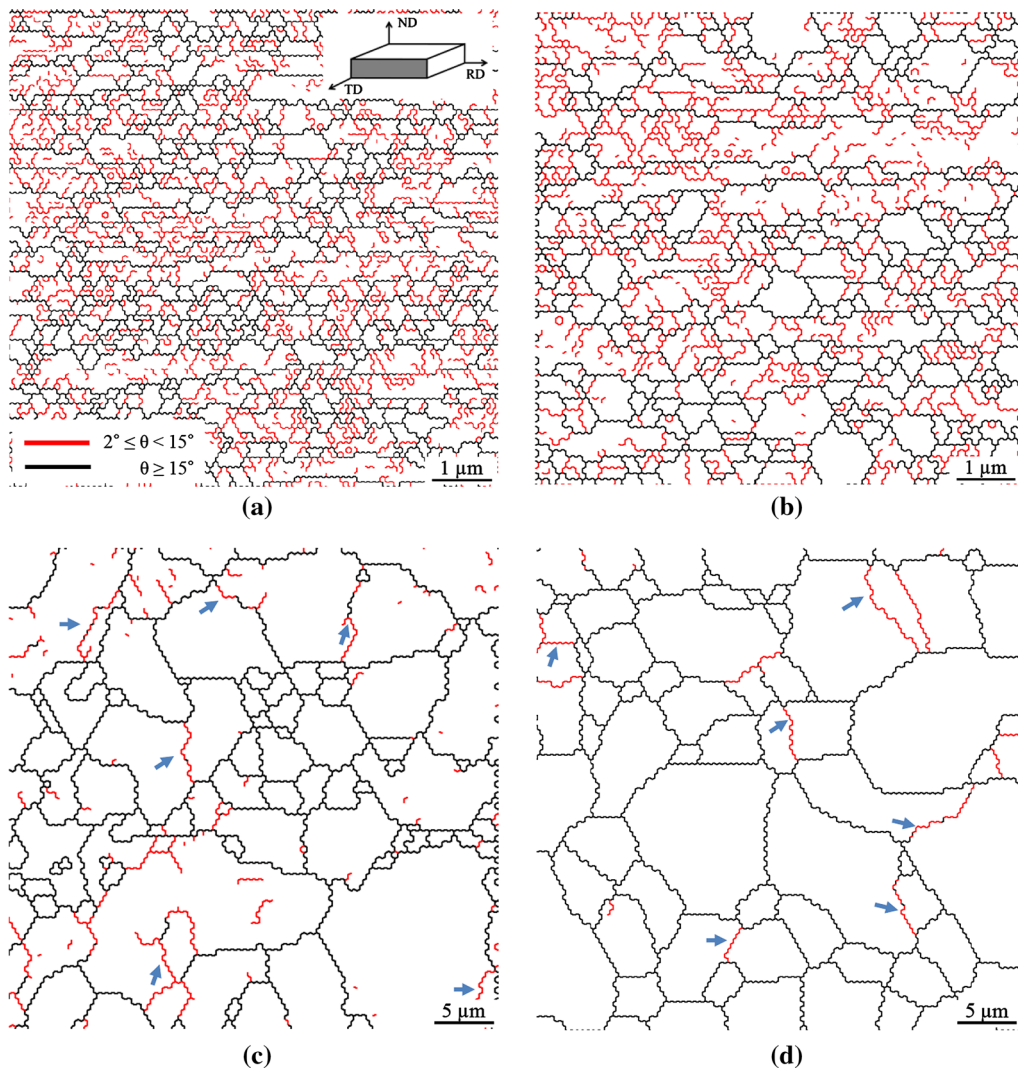 ND
RD
TD
2° ≤ θ < 15°
θ ≥ 15°
1 µm
1 µm
(a)
(b)
5 µm
5 µm
(c)
(d)